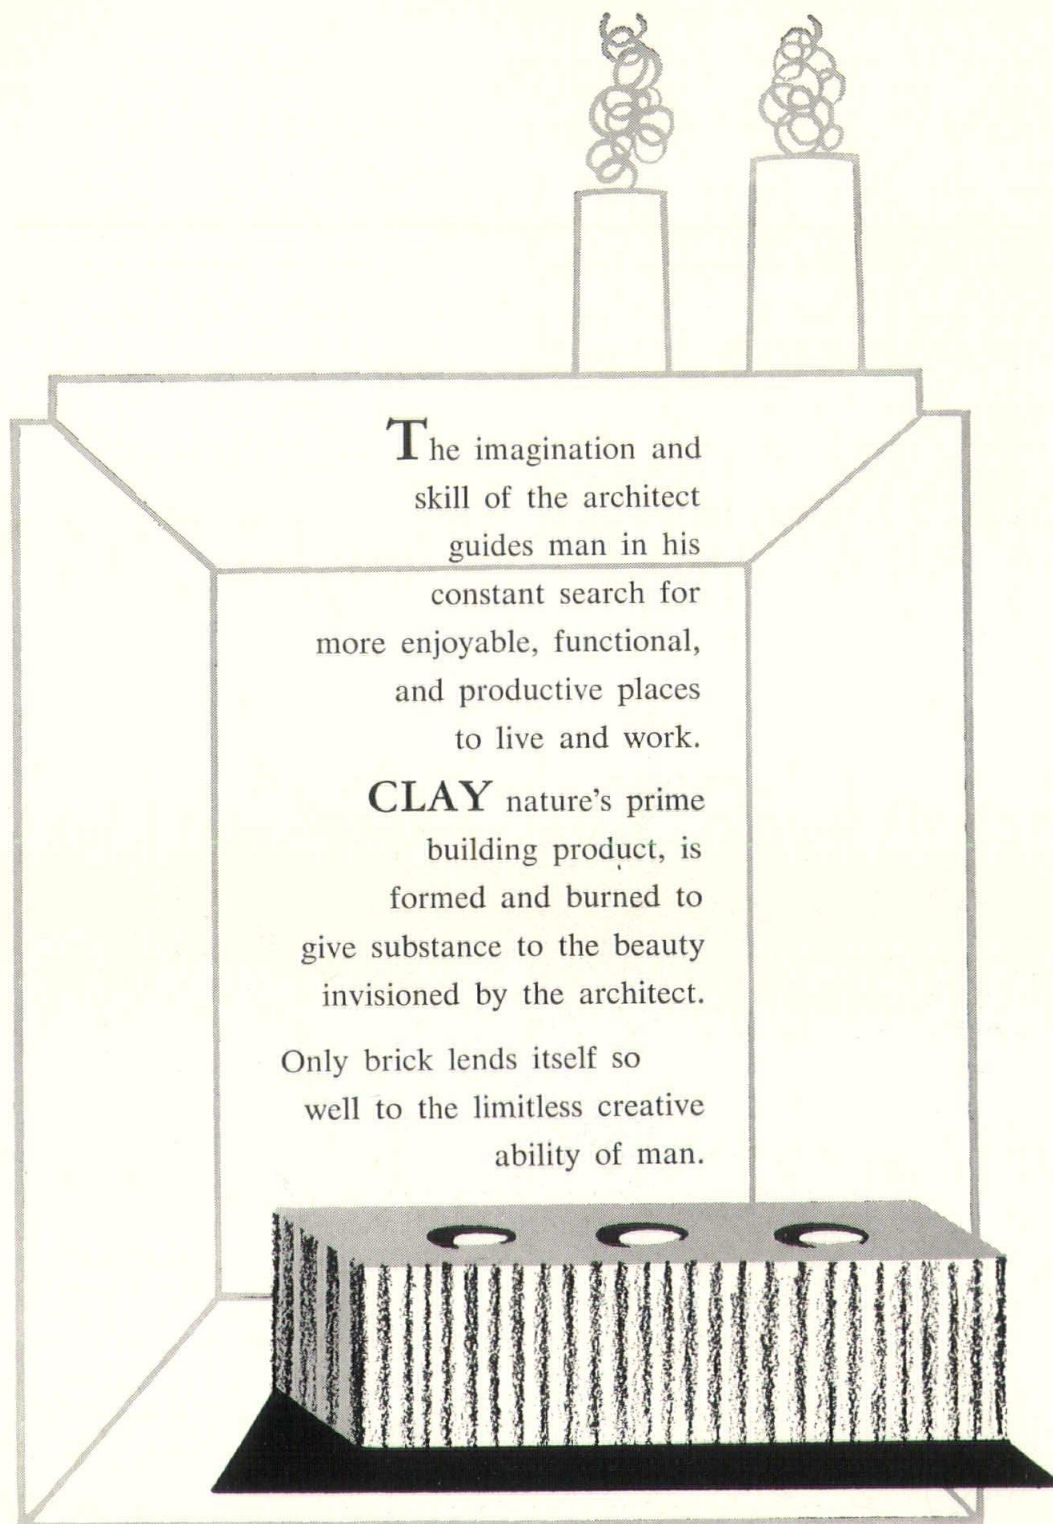 The imagination and
skill of the architect
guides man in his
constant search for
more enjoyable, functional,
and productive places
to live and work.
CLAY nature's prime
building product, is
formed and burned to
give substance to the beauty
invisioned by the architect.
Only brick lends itself so
well to the limitless creative
ability of man.